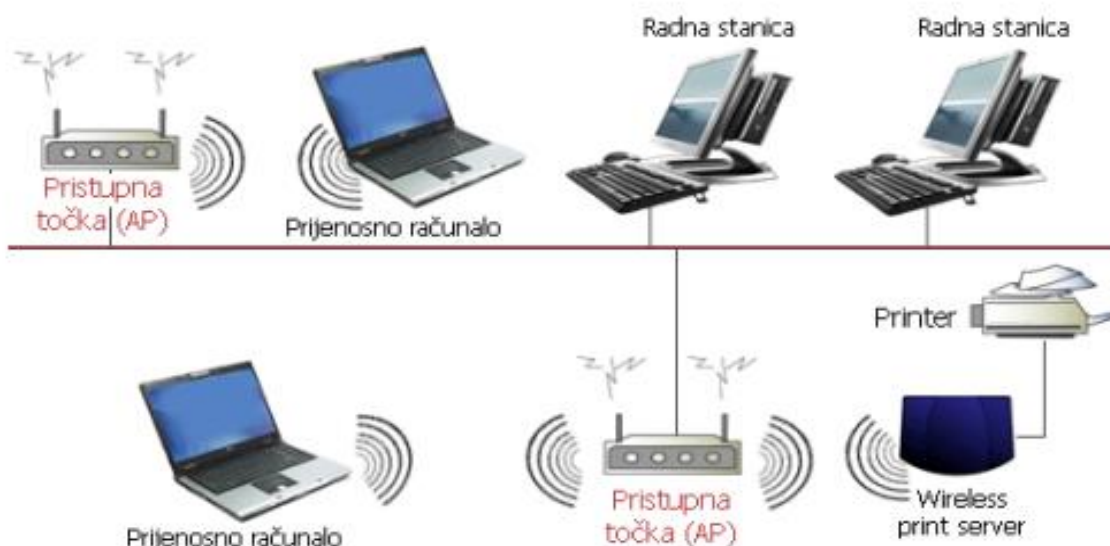 Radna stanica
Radna stanica
Pristupna
točka (AP)
Prijenosno računalo
Printer
Prijenosno računalo
Pristupna
točka (AP)
Wireless
print server